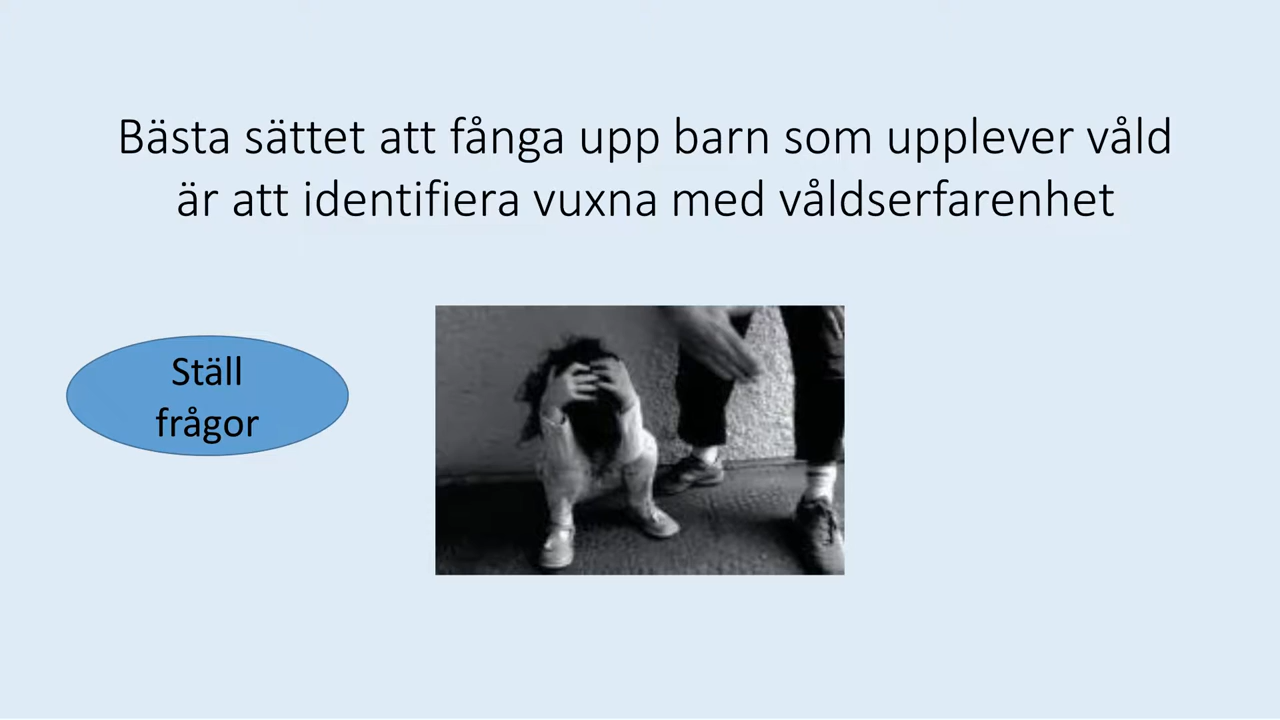 Bästa sättet att fånga upp barn som upplever våld
är att identifiera vuxna med våldserfarenhet
Ställ
frågor